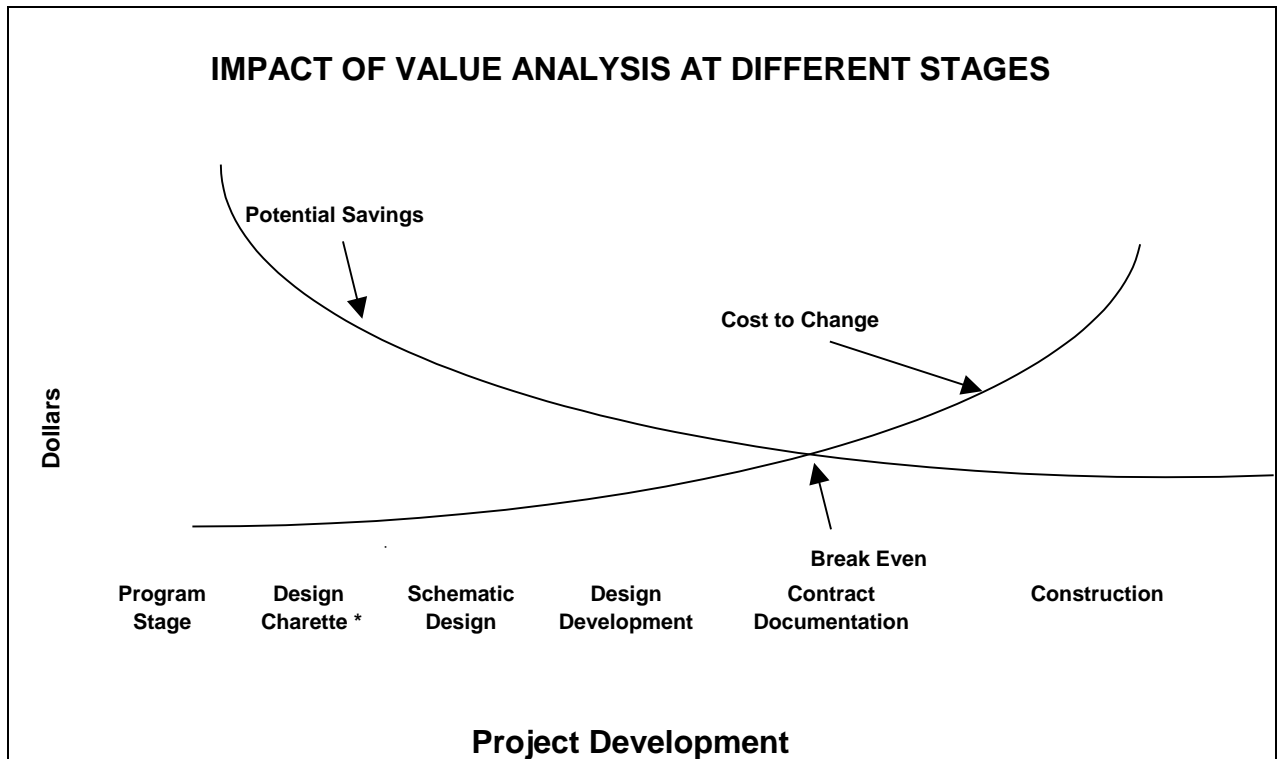 IMPACT OF VALUE ANALYSIS AT DIFFERENT STAGES
Potential Savings
Cost to Change
Dollars
Break Even
Program
Stage
Design
Charette *
Schematic
Design
Design
Development
Contract
Documentation
Construction
Project Development